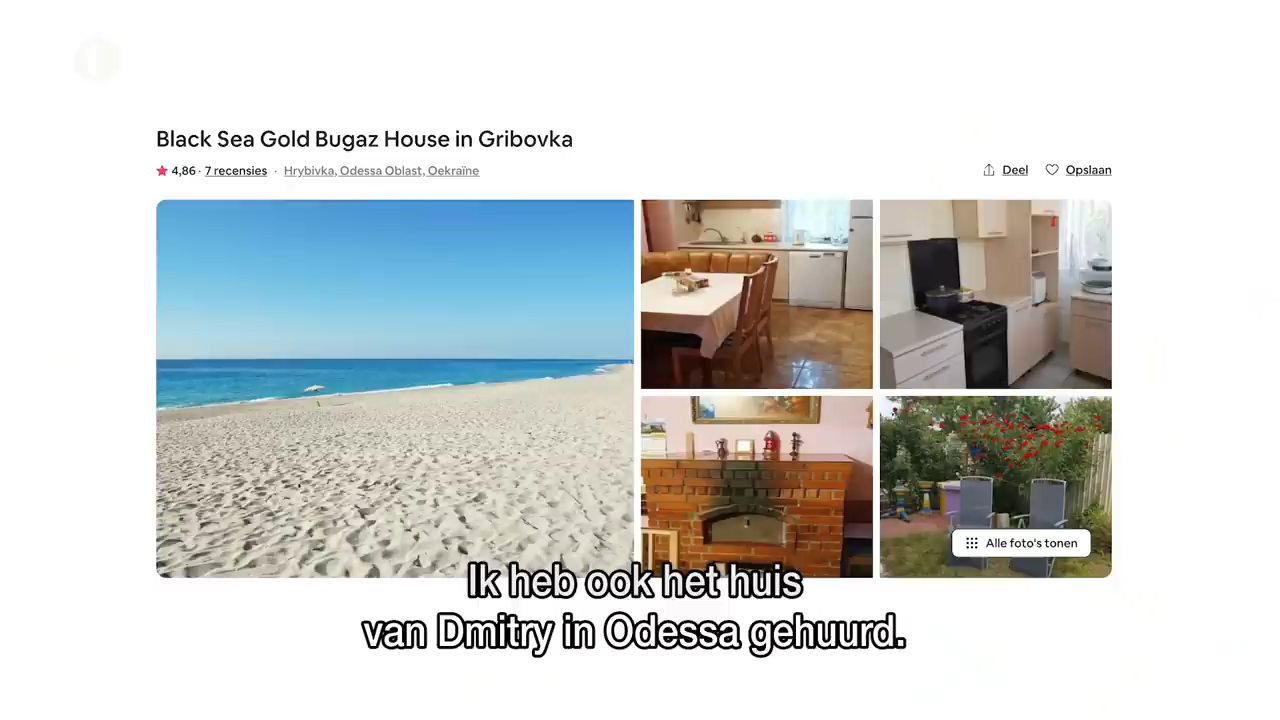 Black Sea Gold Bugaz House in Gribovka
4,86 · 7 recensies · Hrybivka, Odessa Oblast, Oekraïne
Deel
Opslaan
Alle foto's tonen
Ik heb ook het huis
van Dmitry in Odessa gehuurd.